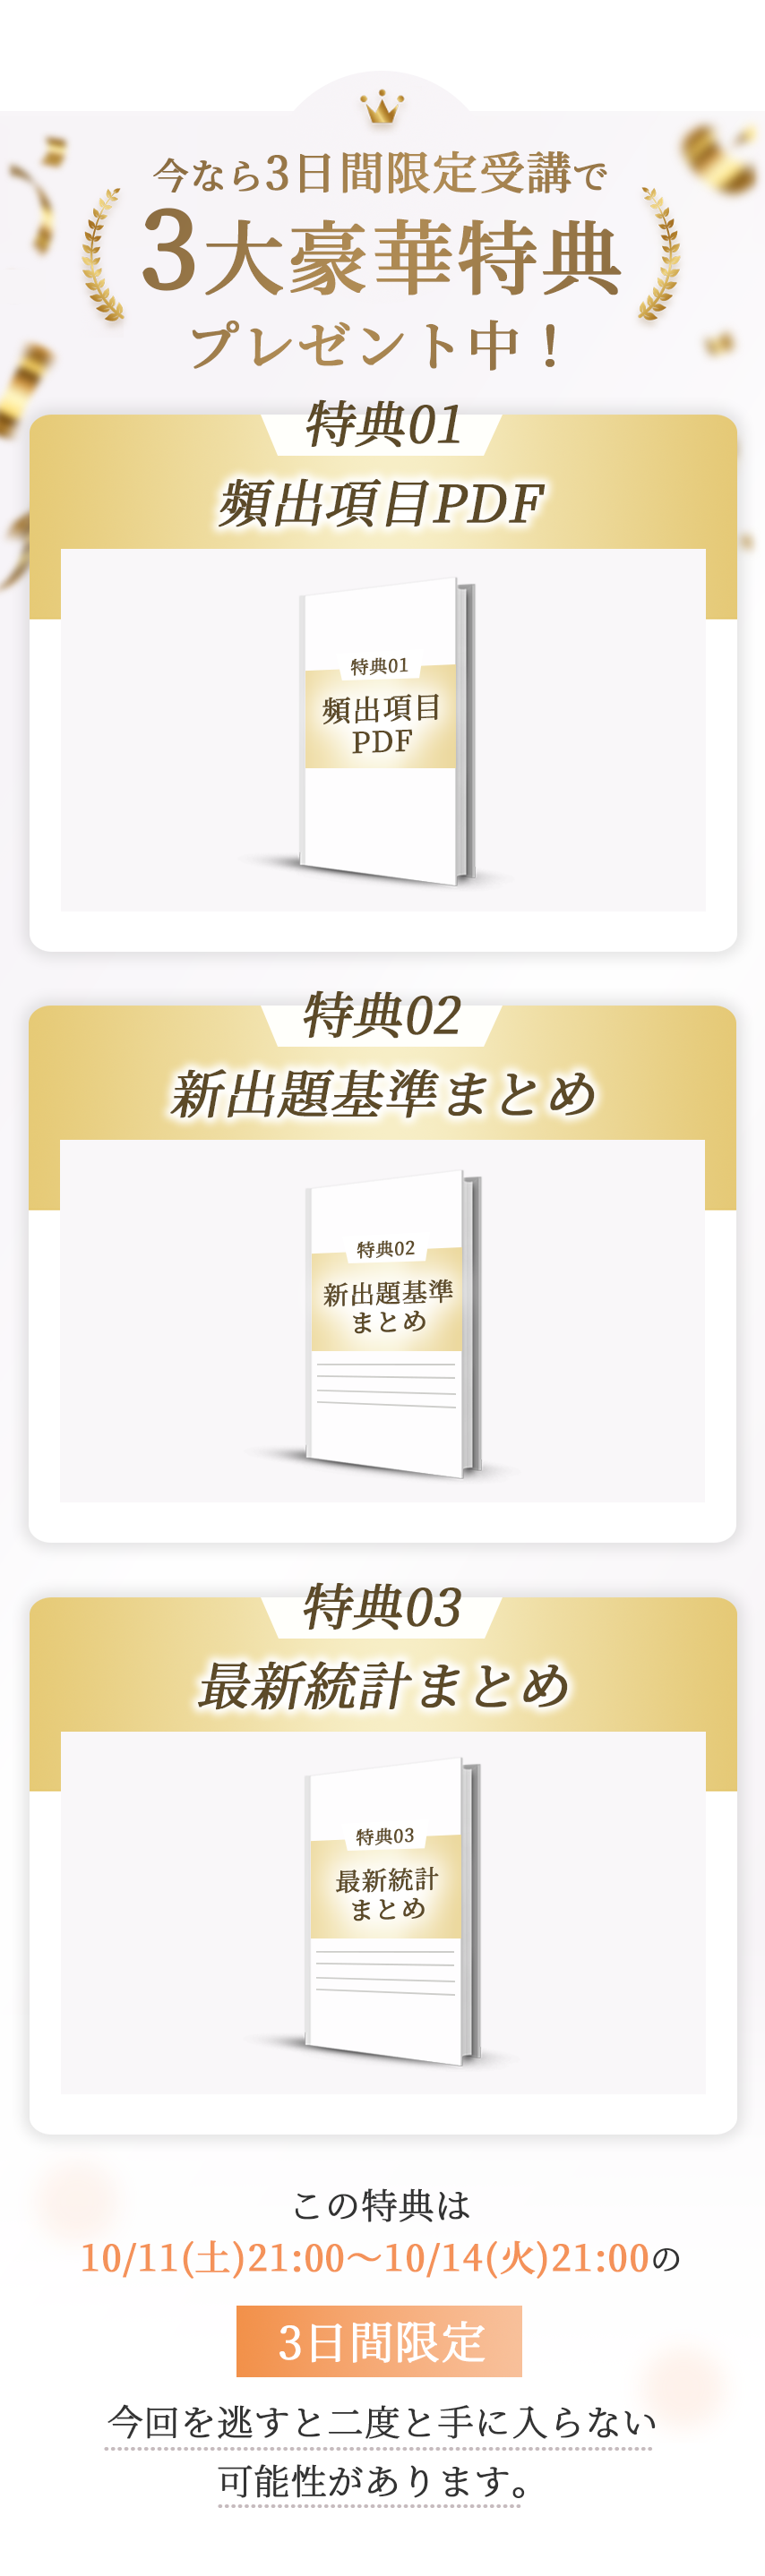 今なら3日間限定受講で
3大豪華特典
プレゼント中！
特典01
頻出項目PDF
特典01
頻出項目
PDF
特典02
新出題基準まとめ
特典02
新出題基準
まとめ
特典03
最新統計まとめ
特典03
最新統計
まとめ
この特典は
10/11(土)21:00～10/14(火)21:00の
3日間限定
今回を逃すと二度と手に入らない
可能性があります。